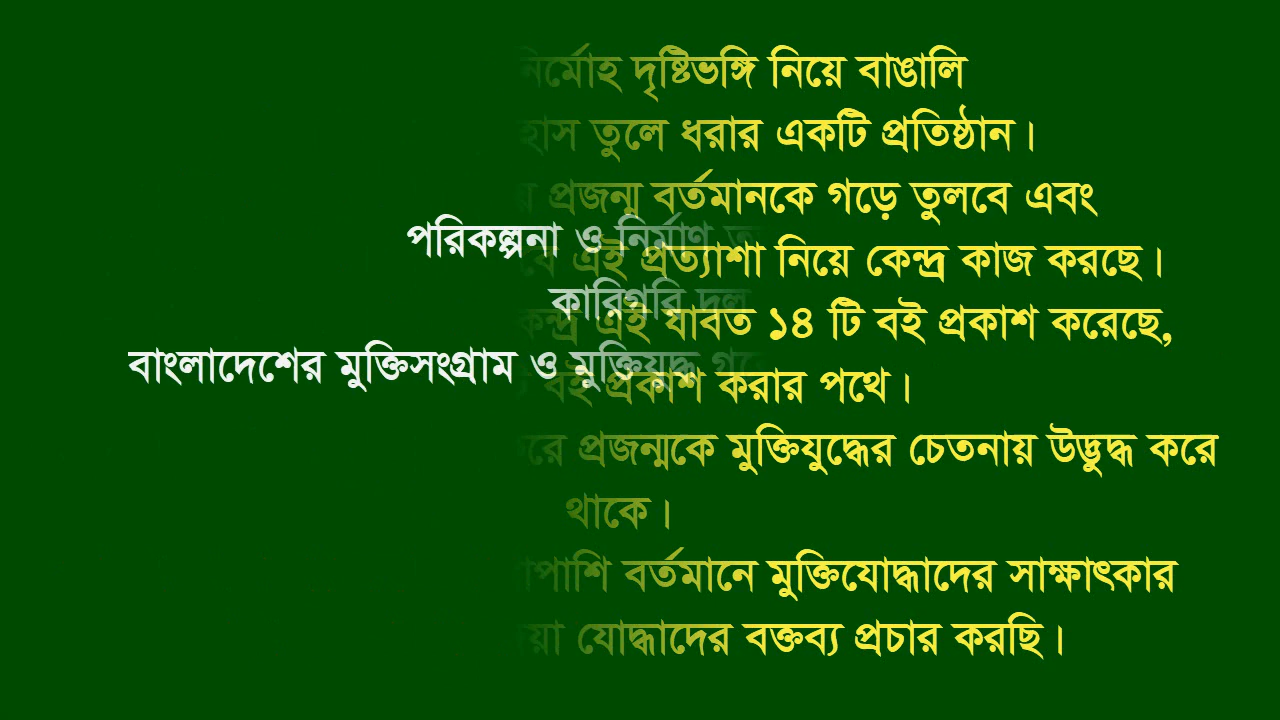 নির্মোহ দৃষ্টিভঙ্গি নিয়ে বাঙালি
তুলে ধরার একটি প্রতিষ্ঠান।
প্রজন্ম বর্তমানকে গড়ে তুলবে এবং
পরিকল্পনা ও নির্মাণ
এই প্রত্যাশা নিয়ে কেন্দ্র কাজ করছে।
কারিগরি দল
কেন্দ্র এই যাবত ১৪ টি বই প্রকাশ করেছে,
বাংলাদেশের মুক্তিসংগ্রাম ও মুক্তিযুদ্ধ
বই প্রকাশ করার পথে।
প্রজন্মকে মুক্তিযুদ্ধের চেতনায় উদ্ভুদ্ধ করে
থাকে।
বর্তমানে মুক্তিযোদ্ধাদের সাক্ষাৎকার
যোদ্ধাদের বক্তব্য প্রচার করছি।